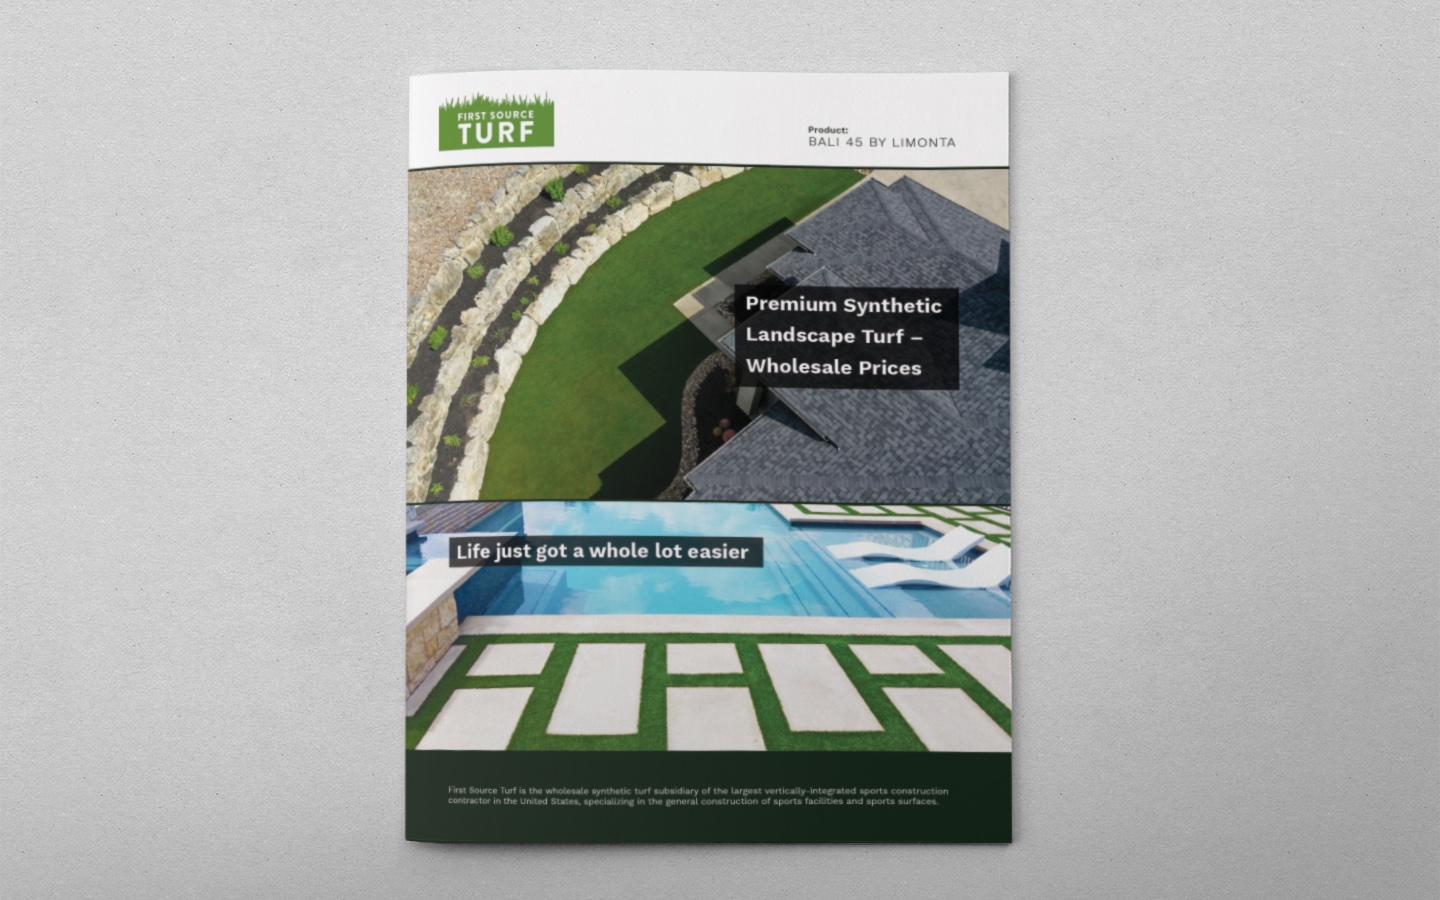 FIRST SOURCE
TURF
Product:
BALI 45 BY LIMONTA
Premium Synthetic
Landscape Turf –
Wholesale Prices
Life just got a whole lot easier
First Source Turf is the wholesale synthetic turf subsidiary of the largest vertically-integrated sports construction
contractor in the United States, specializing in the general construction of sports facilities and sports surfaces.